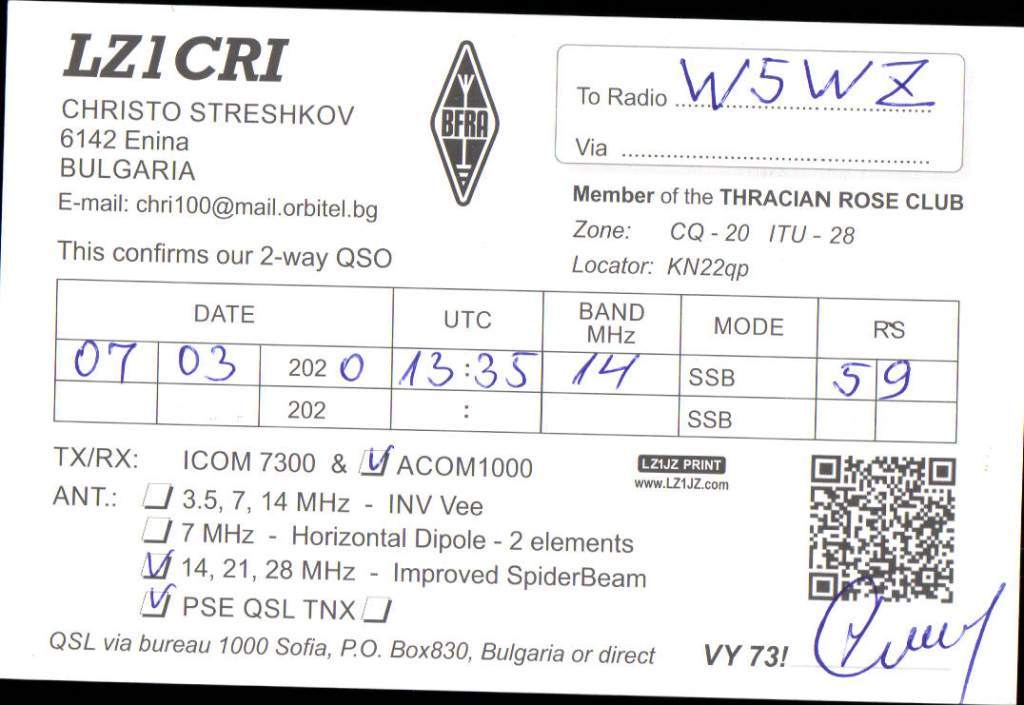 LZ1CRI
CHRISTO STRESHKOV
6142 Enina
BULGARIA
E-mail: chri100@mail.orbitel.bg
This confirms our 2-way QSO
BFRA
To Radio W5WZ
Via
Member of the THRACIAN ROSE CLUB
Zone: CQ - 20 ITU - 28
Locator: KN22qp
DATE UTC BAND MHz MODE RS
07 03 2020 13:35 14 SSB 59
202 : SSB
TX/RX: ICOM 7300 & ACOM1000
LZ1JZ PRINT
www.LZ1JZ.com
ANT.: 3.5, 7, 14 MHz - INV Vee
7 MHz - Horizontal Dipole - 2 elements
14, 21, 28 MHz - Improved SpiderBeam
PSE QSL TNX
QSL via bureau 1000 Sofia, P.O. Box830, Bulgaria or direct
VY 73!